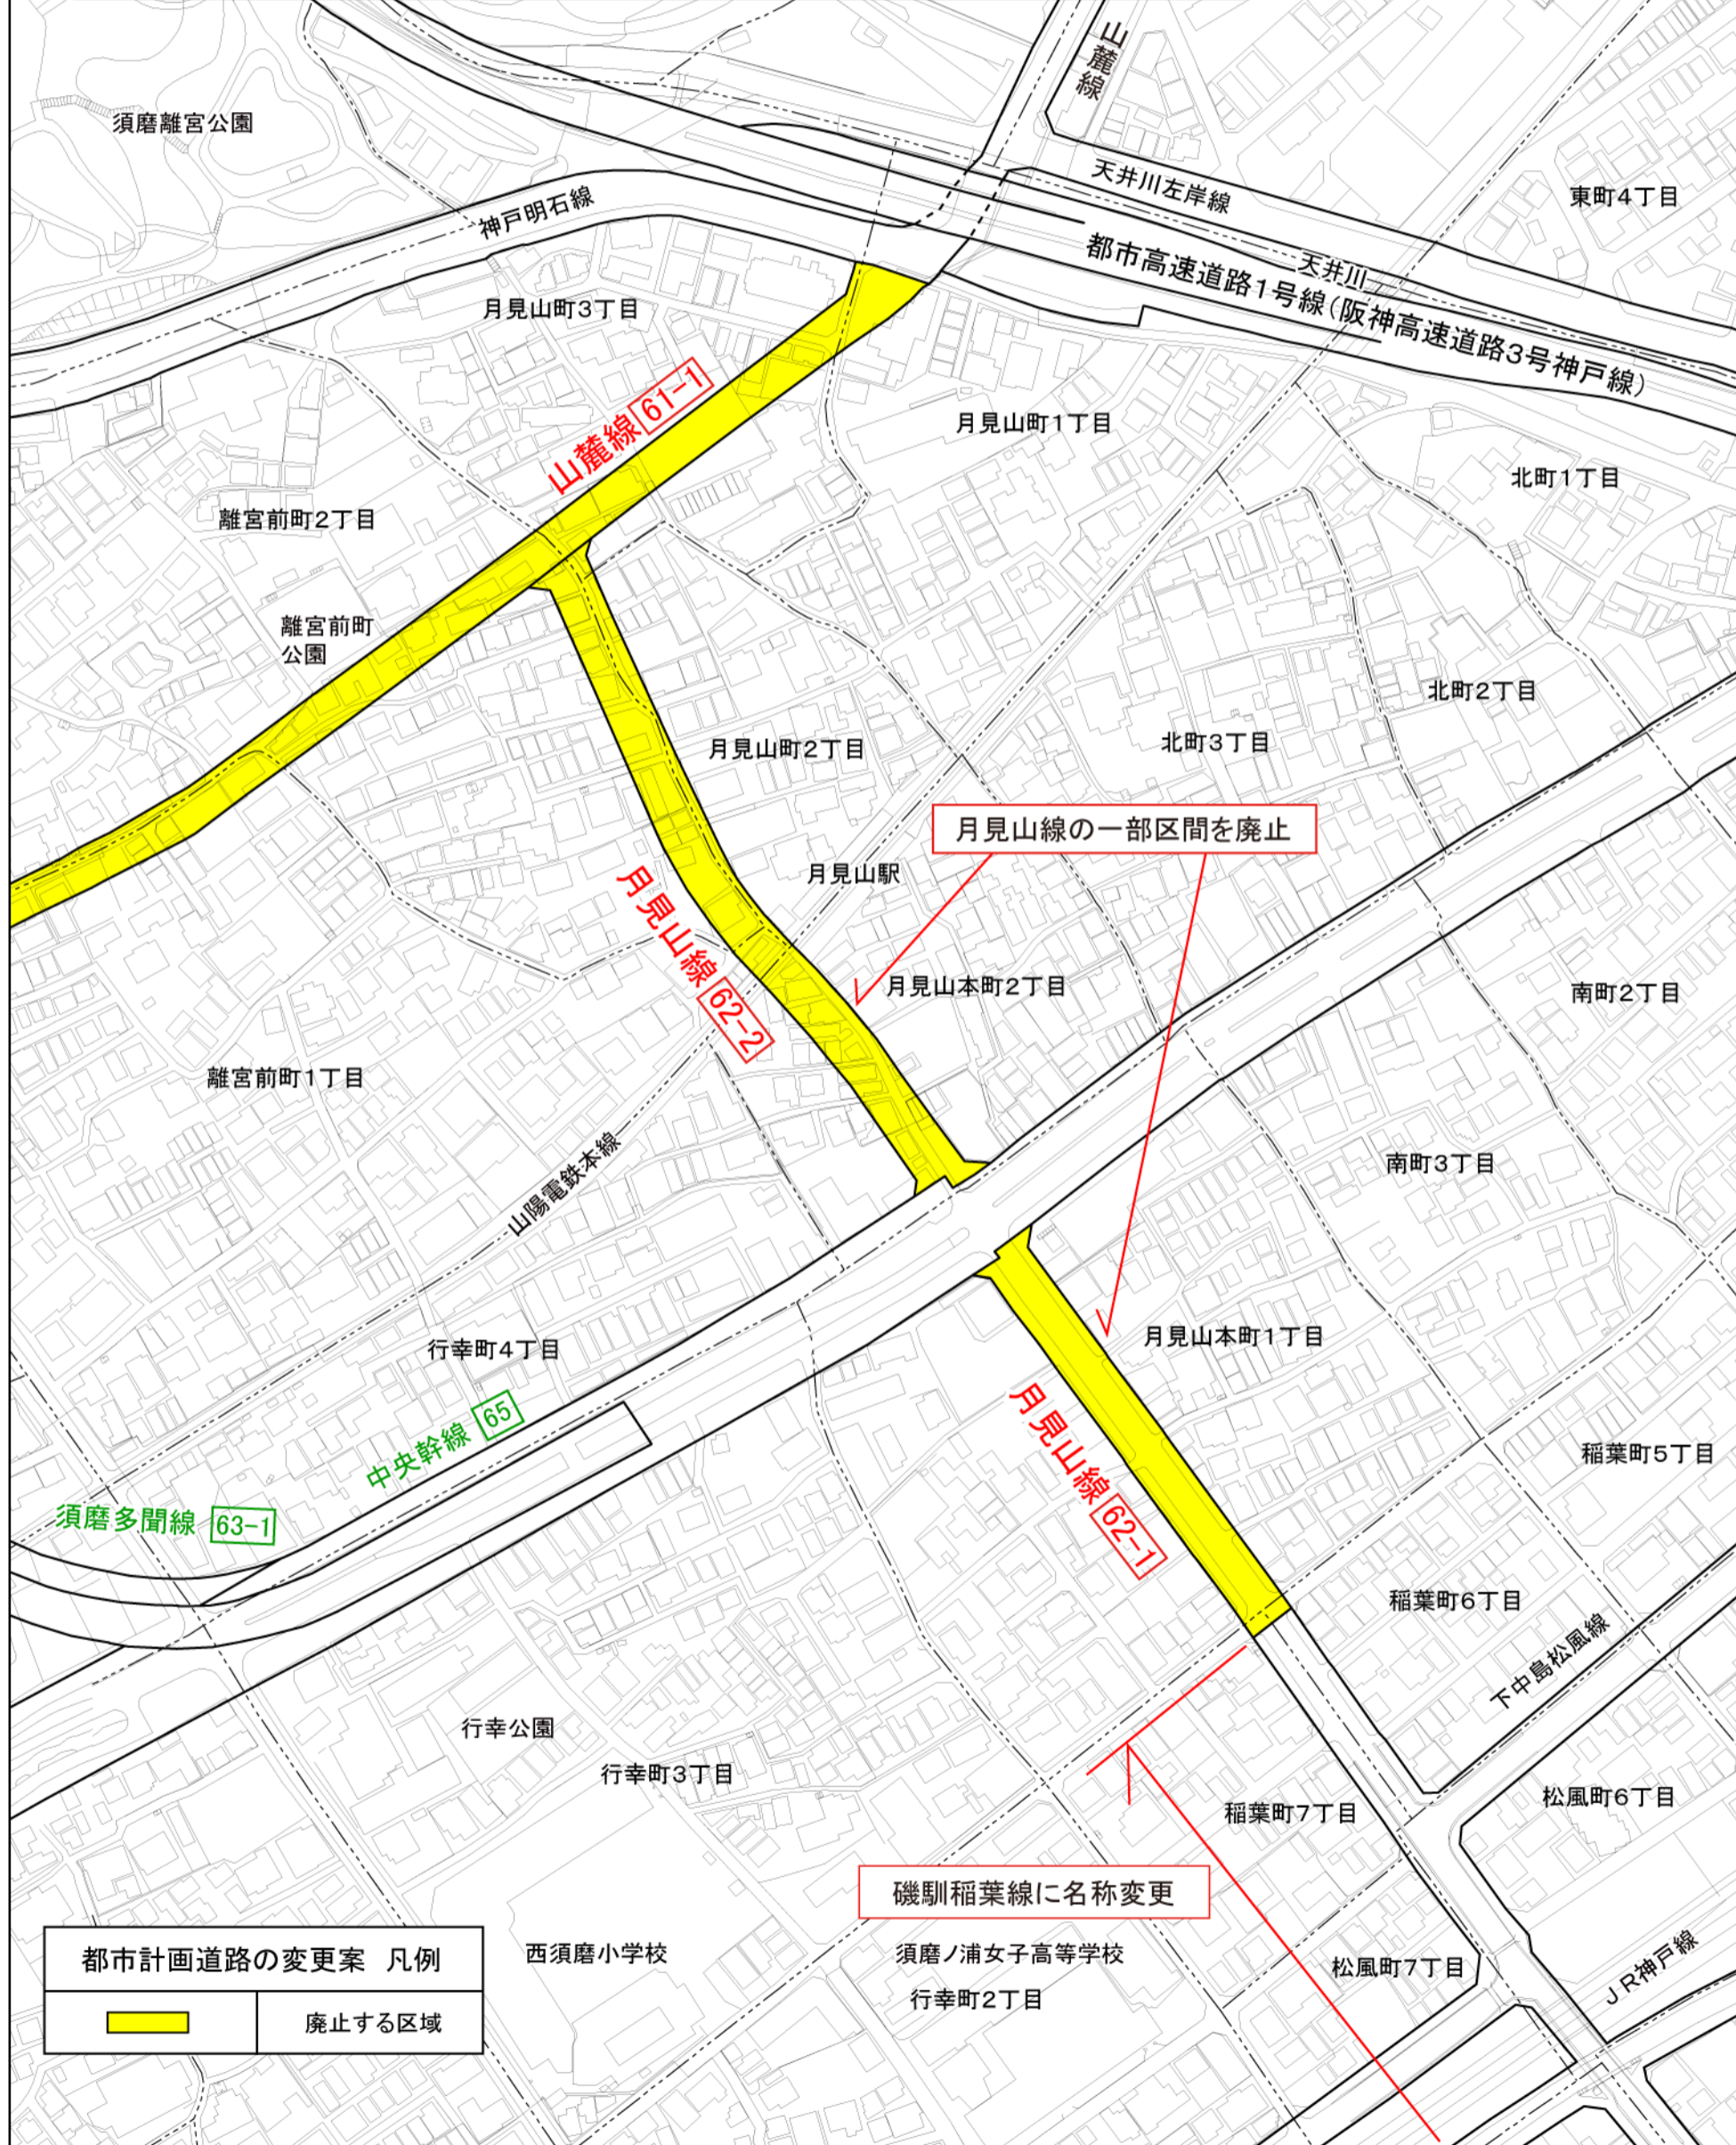 山麓線
須磨離宮公園
天井川左岸線
東町4丁目
神戸明石線
天井川
都市高速道路1号線(阪神高速道路3号神戸線)
月見山町3丁目
山麓線 61-1
月見山町1丁目
北町1丁目
離宮前町2丁目
離宮前町
公園
北町2丁目
月見山町2丁目
北町3丁目
月見山線の一部区間を廃止
月見山駅
月見山線 62-2
月見山本町2丁目
南町2丁目
離宮前町1丁目
山陽電鉄本線
南町3丁目
行幸町4丁目
月見山本町1丁目
中央幹線 65
月見山線 62-1
稲葉町5丁目
須磨多聞線 63-1
稲葉町6丁目
下中島松風線
行幸公園
行幸町3丁目
松風町6丁目
稲葉町7丁目
磯馴稲葉線に名称変更
西須磨小学校
須磨ノ浦女子高等学校
松風町7丁目
JR神戸線
行幸町2丁目
都市計画道路の変更案 凡例
廃止する区域